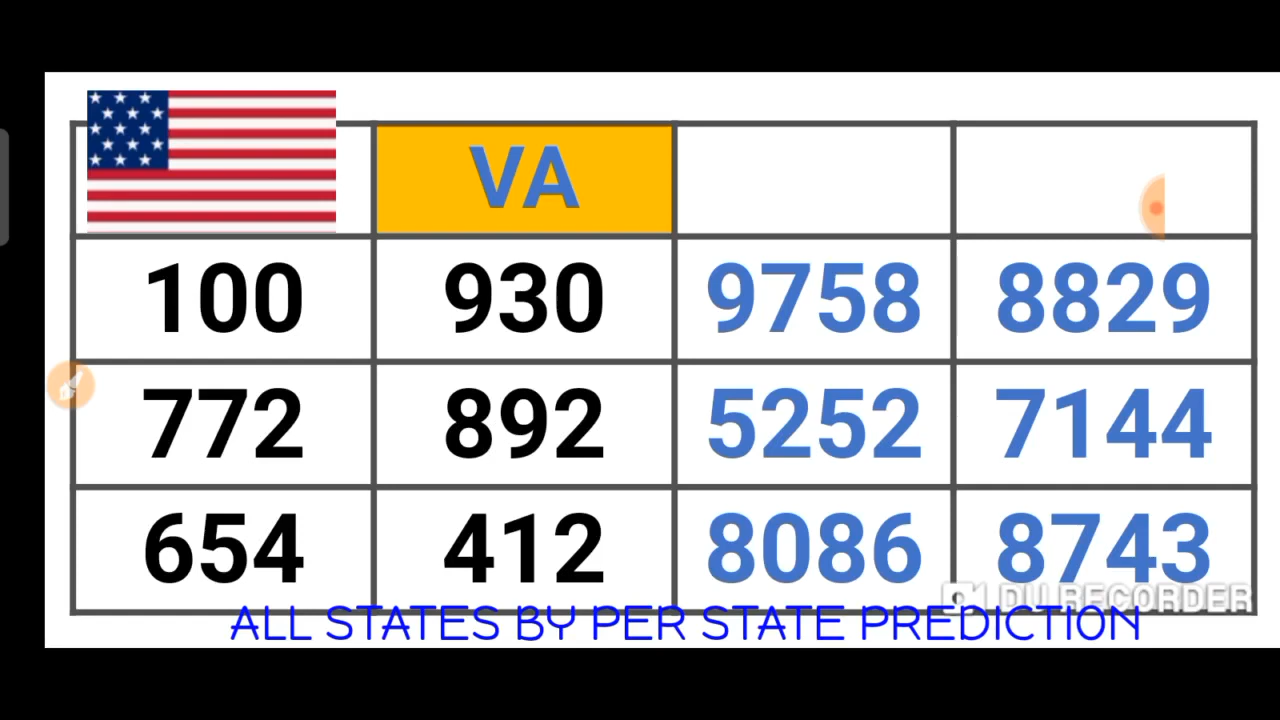 VA
100 930 9758 8829
772 892 5252 7144
654 412 8086 8743
DU RECORDER
ALL STATES BY PER STATE PREDICTION